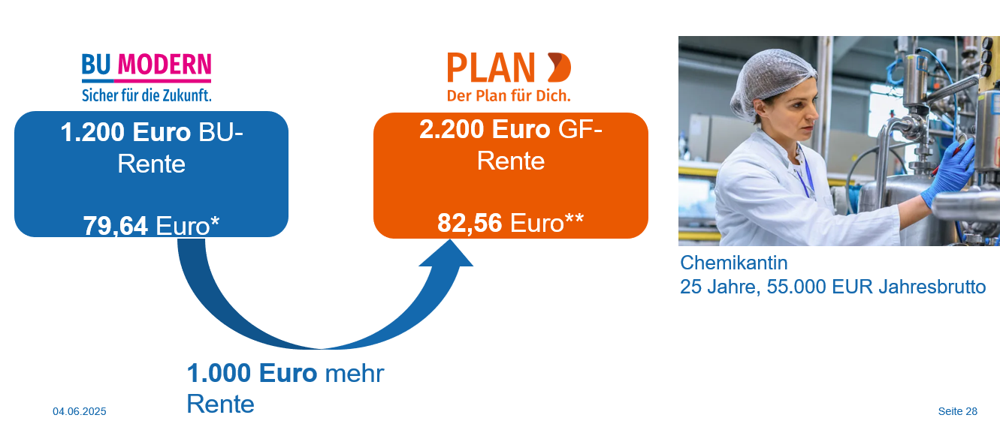 BU MODERN
Sicher für die Zukunft.
1.200 Euro BU-
Rente
79,64 Euro*
PLAN D
Der Plan für Dich.
2.200 Euro GF-
Rente
82,56 Euro**
Chemikantin
25 Jahre, 55.000 EUR Jahresbrutto
1.000 Euro mehr
Rente
04.06.2025
Seite 28